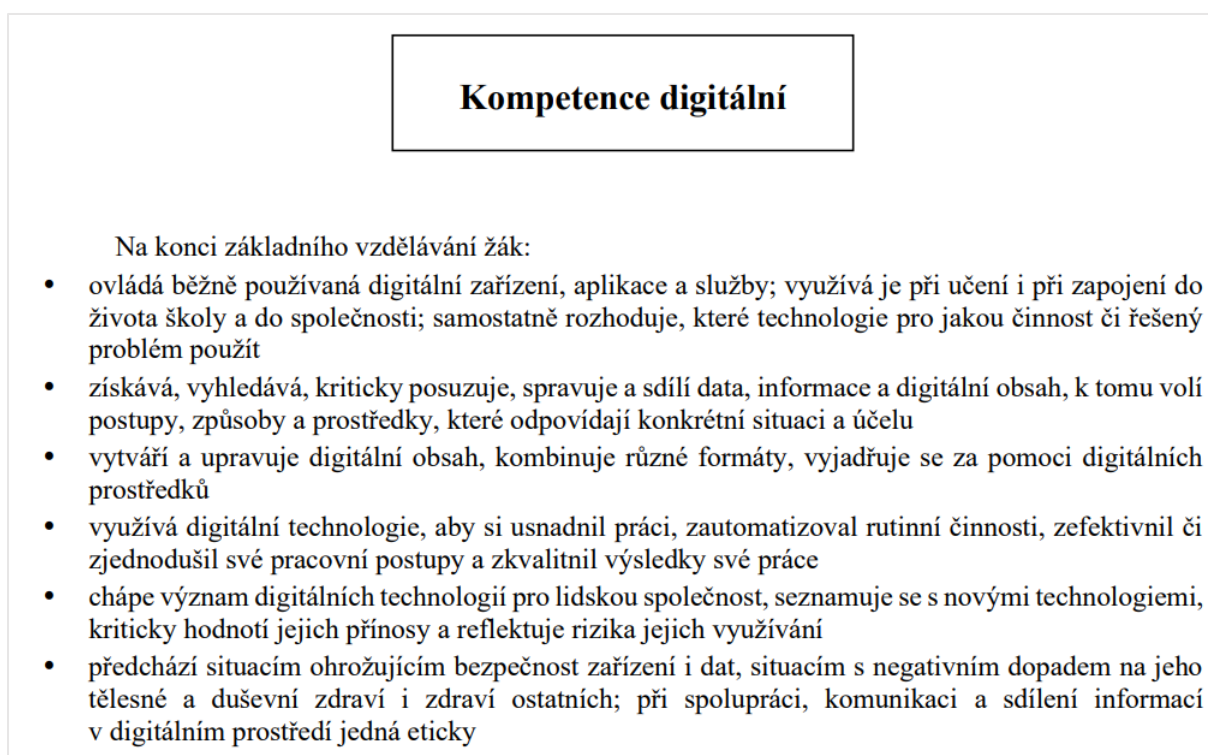 Kompetence digitální
Na konci základního vzdělávání žák:
• ovládá běžně používaná digitální zařízení, aplikace a služby; využívá je při učení i při zapojení do
života školy a do společnosti; samostatně rozhoduje, které technologie pro jakou činnost či řešený
problém použít
• získává, vyhledává, kriticky posuzuje, spravuje a sdílí data, informace a digitální obsah, k tomu volí
postupy, způsoby a prostředky, které odpovídají konkrétní situaci a účelu
• vytváří a upravuje digitální obsah, kombinuje různé formáty, vyjadřuje se za pomoci digitálních
prostředků
• využívá digitální technologie, aby si usnadnil práci, zautomatizoval rutinní činnosti, zefektivnil či
zjednodušil své pracovní postupy a zkvalitnil výsledky své práce
• chápe význam digitálních technologií pro lidskou společnost, seznamuje se s novými technologiemi,
kriticky hodnotí jejich přínosy a reflektuje rizika jejich využívání
• předchází situacím ohrožujícím bezpečnost zařízení i dat, situacím s negativním dopadem na jeho
tělesné a duševní zdraví i zdraví ostatních; při spolupráci, komunikaci a sdílení informací
v digitálním prostředí jedná eticky